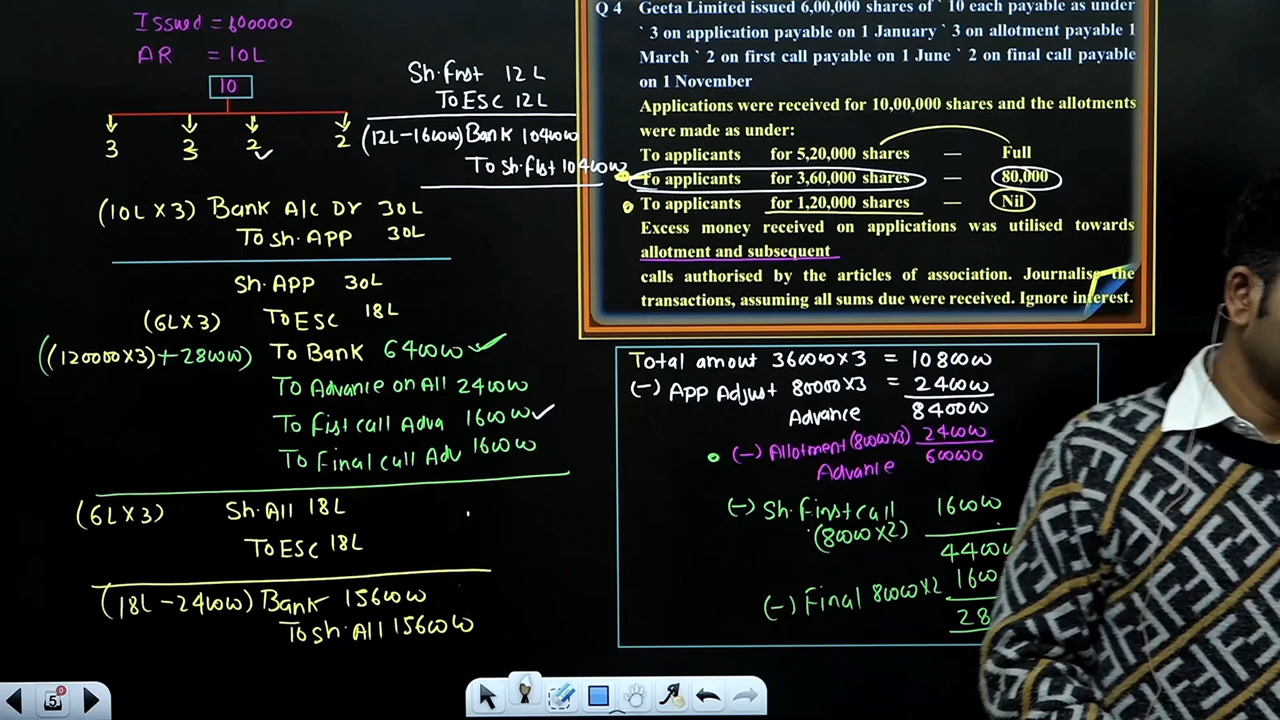 Issued = 600000
AR = 10L
10
3 3 2 2
(10L X 3) Bank A/c Dr 30L
To sh. APP 30L
Sh. APP 30L
(6L X 3) To ESC 18L
((120000 X 3) + 280000) To Bank 640000
To Advance on All 240000
To Fist call Adva 160000
To Final call Adv 160000
(6L X 3) Sh. All 18L
To ESC 18L
(18L - 240000) Bank 1560000
To sh. All 1560000
Sh. First 12 L
To ESC 12 L
(12L - 160000) Bank 1040000
To Sh. Fist 1040000
Q 4 Geeta Limited issued 6,00,000 shares of ` 10 each payable as under
` 3 on application payable on 1 January ` 3 on allotment payable 1
March ` 2 on first call payable on 1 June ` 2 on final call payable
on 1 November
Applications were received for 10,00,000 shares and the allotments
were made as under:
To applicants for 5,20,000 shares — Full
To applicants for 3,60,000 shares — 80,000
To applicants for 1,20,000 shares — Nil
Excess money received on applications was utilised towards
allotment and subsequent
calls authorised by the articles of association. Journalise the
transactions, assuming all sums due were received. Ignore interest.
Total amout 360000 X 3 = 1080000
(-) APP Adjust 80000 X 3 = 240000
Advance 840000
(-) Allotment (80000 X 3) 240000
Advance 600000
(-) Sh. First call 160000
(80000 X 2)
(-) Final 80000 X 2
5
0